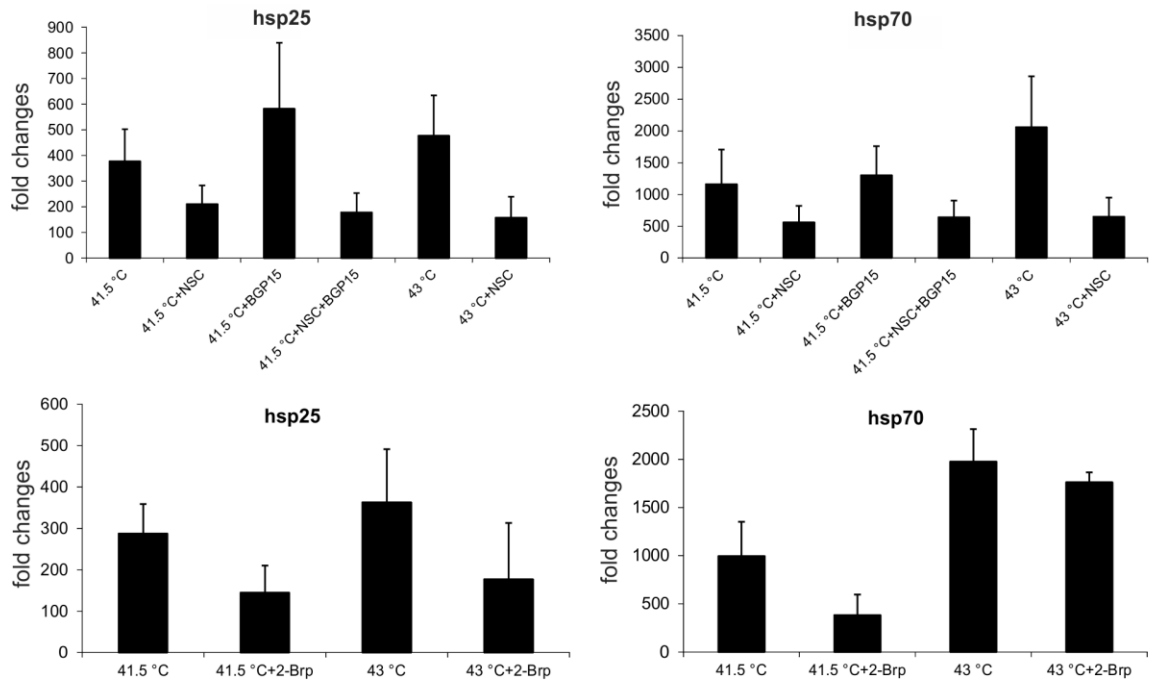 hsp25
fold changes
900
800
700
600
500
400
300
200
100
0
41.5 °C
41.5 °C+NSC
41.5 °C+BGP15
41.5 °C+NSC+BGP15
43 °C
43 °C+NSC
hsp70
fold changes
3500
3000
2500
2000
1500
1000
500
0
41.5 °C
41.5 °C+NSC
41.5 °C+BGP15
41.5 °C+NSC+BGP15
43 °C
43 °C+NSC
hsp25
fold changes
600
500
400
300
200
100
0
41.5 °C
41.5 °C+2-Brp
43 °C
43 °C+2-Brp
hsp70
fold changes
2500
2000
1500
1000
500
0
41.5 °C
41.5 °C+2-Brp
43 °C
43 °C+2-Brp